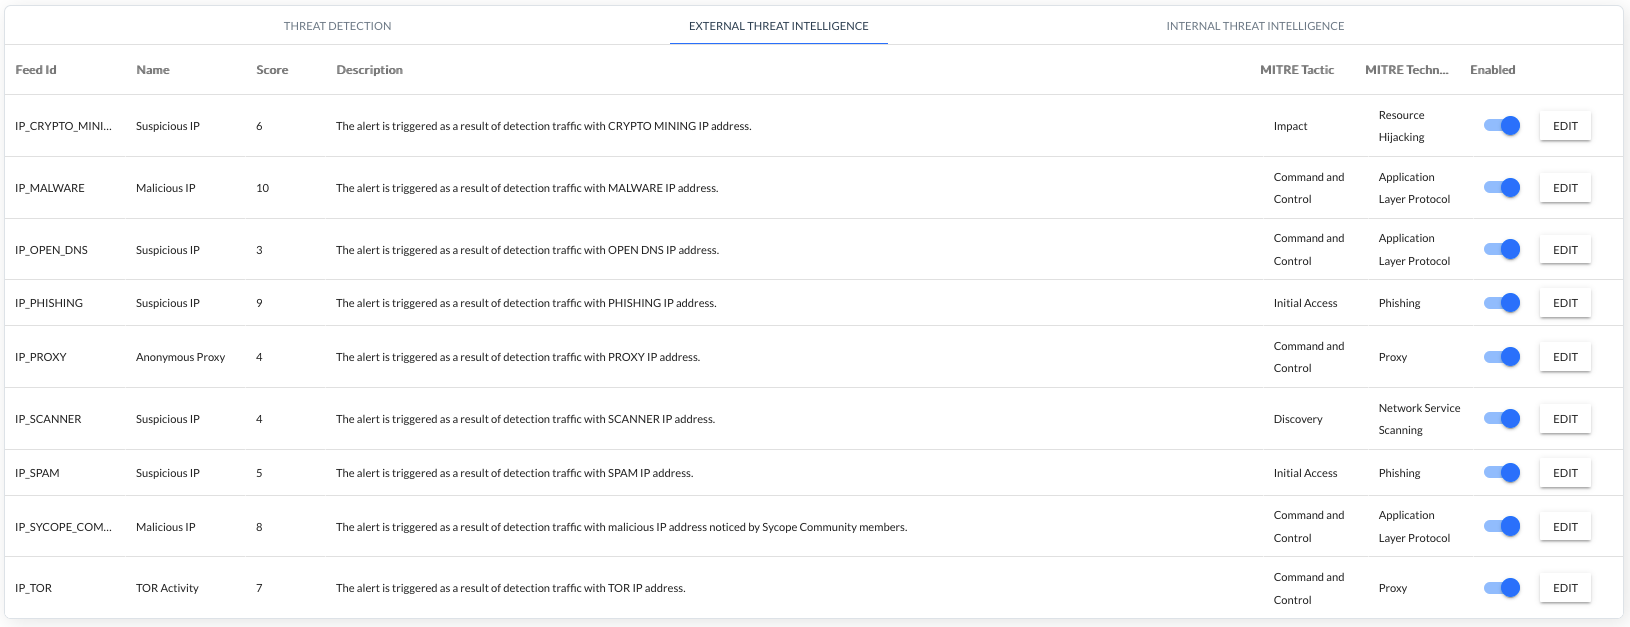 THREAT DETECTION EXTERNAL THREAT INTELLIGENCE INTERNAL THREAT INTELLIGENCE
Feed Id Name Score Description MITRE Tactic MITRE Techn... Enabled
IP_CRYPTO_MINI... Suspicious IP 6 The alert is triggered as a result of detection traffic with CRYPTO MINING IP address. Impact Resource
Hijacking EDIT
IP_MALWARE Malicious IP 10 The alert is triggered as a result of detection traffic with MALWARE IP address. Command and Application
Control Layer Protocol EDIT
IP_OPEN_DNS Suspicious IP 3 The alert is triggered as a result of detection traffic with OPEN DNS IP address. Command and Application
Control Layer Protocol EDIT
IP_PHISHING Suspicious IP 9 The alert is triggered as a result of detection traffic with PHISHING IP address. Initial Access Phishing EDIT
IP_PROXY Anonymous Proxy 4 The alert is triggered as a result of detection traffic with PROXY IP address. Command and
Control Proxy EDIT
IP_SCANNER Suspicious IP 4 The alert is triggered as a result of detection traffic with SCANNER IP address. Discovery Network Service
Scanning EDIT
IP_SPAM Suspicious IP 5 The alert is triggered as a result of detection traffic with SPAM IP address. Initial Access Phishing EDIT
IP_SYCOPE_COM... Malicious IP 8 The alert is triggered as a result of detection traffic with malicious IP address noticed by Sycope Community members. Command and Application
Control Layer Protocol EDIT
IP_TOR TOR Activity 7 The alert is triggered as a result of detection traffic with TOR IP address. Command and
Control Proxy EDIT